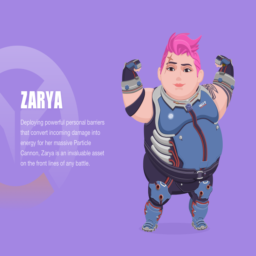 ZARYA
Deploying powerful personal barriers
that convert incoming damage into
energy for her massive Particle
Cannon, Zarya is an invaluable asset
on the front lines of any battle.